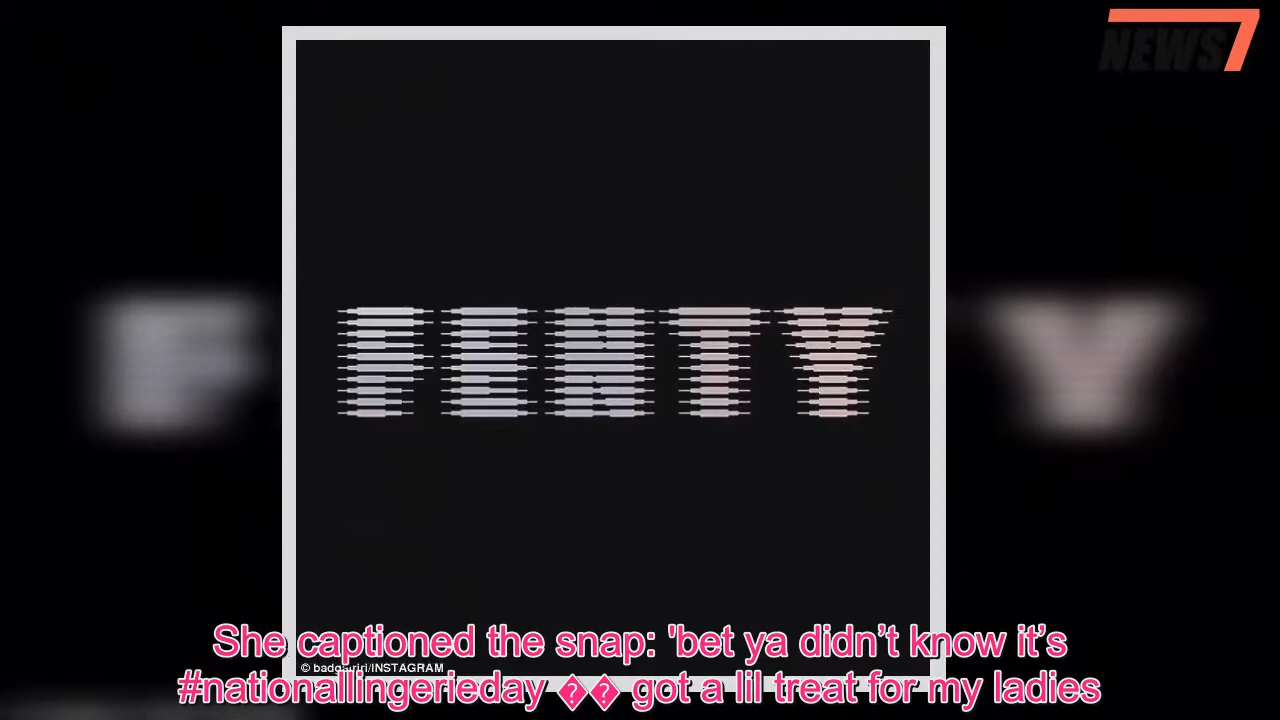 NEWS7
FENTY
© badgalriri/INSTAGRAM
She captioned the snap: 'bet ya didn’t know it’s
#nationallingerieday �� got a lil treat for my ladies